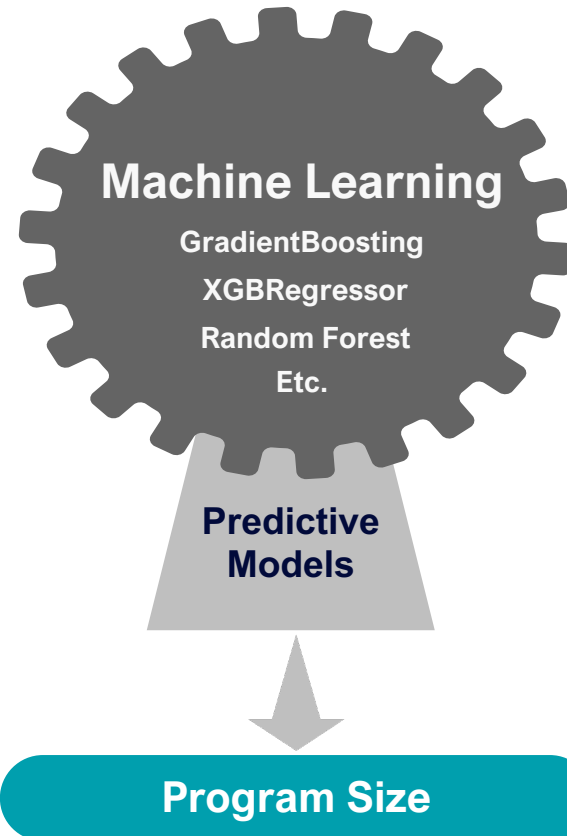 Machine Learning
GradientBoosting
XGBRegressor
Random Forest
Etc.
Predictive
Models
Program Size